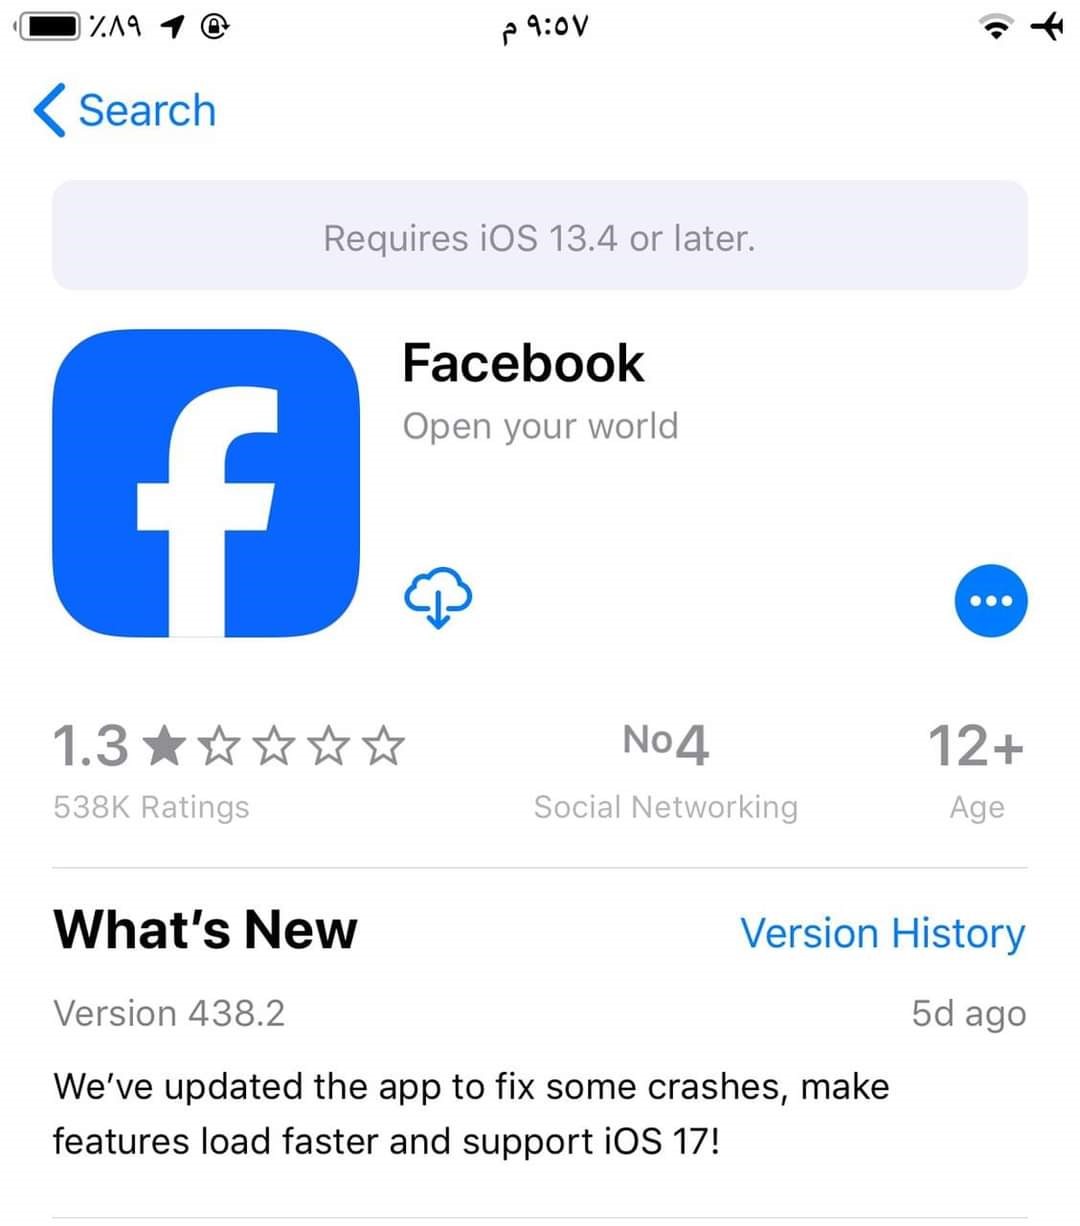 ٪٨٩
٩:٥٧ م
Search
Requires iOS 13.4 or later.
Facebook
Open your world
1.3
No4
12+
538K Ratings
Social Networking
Age
What's New
Version History
Version 438.2
5d ago
We've updated the app to fix some crashes, make
features load faster and support iOS 17!